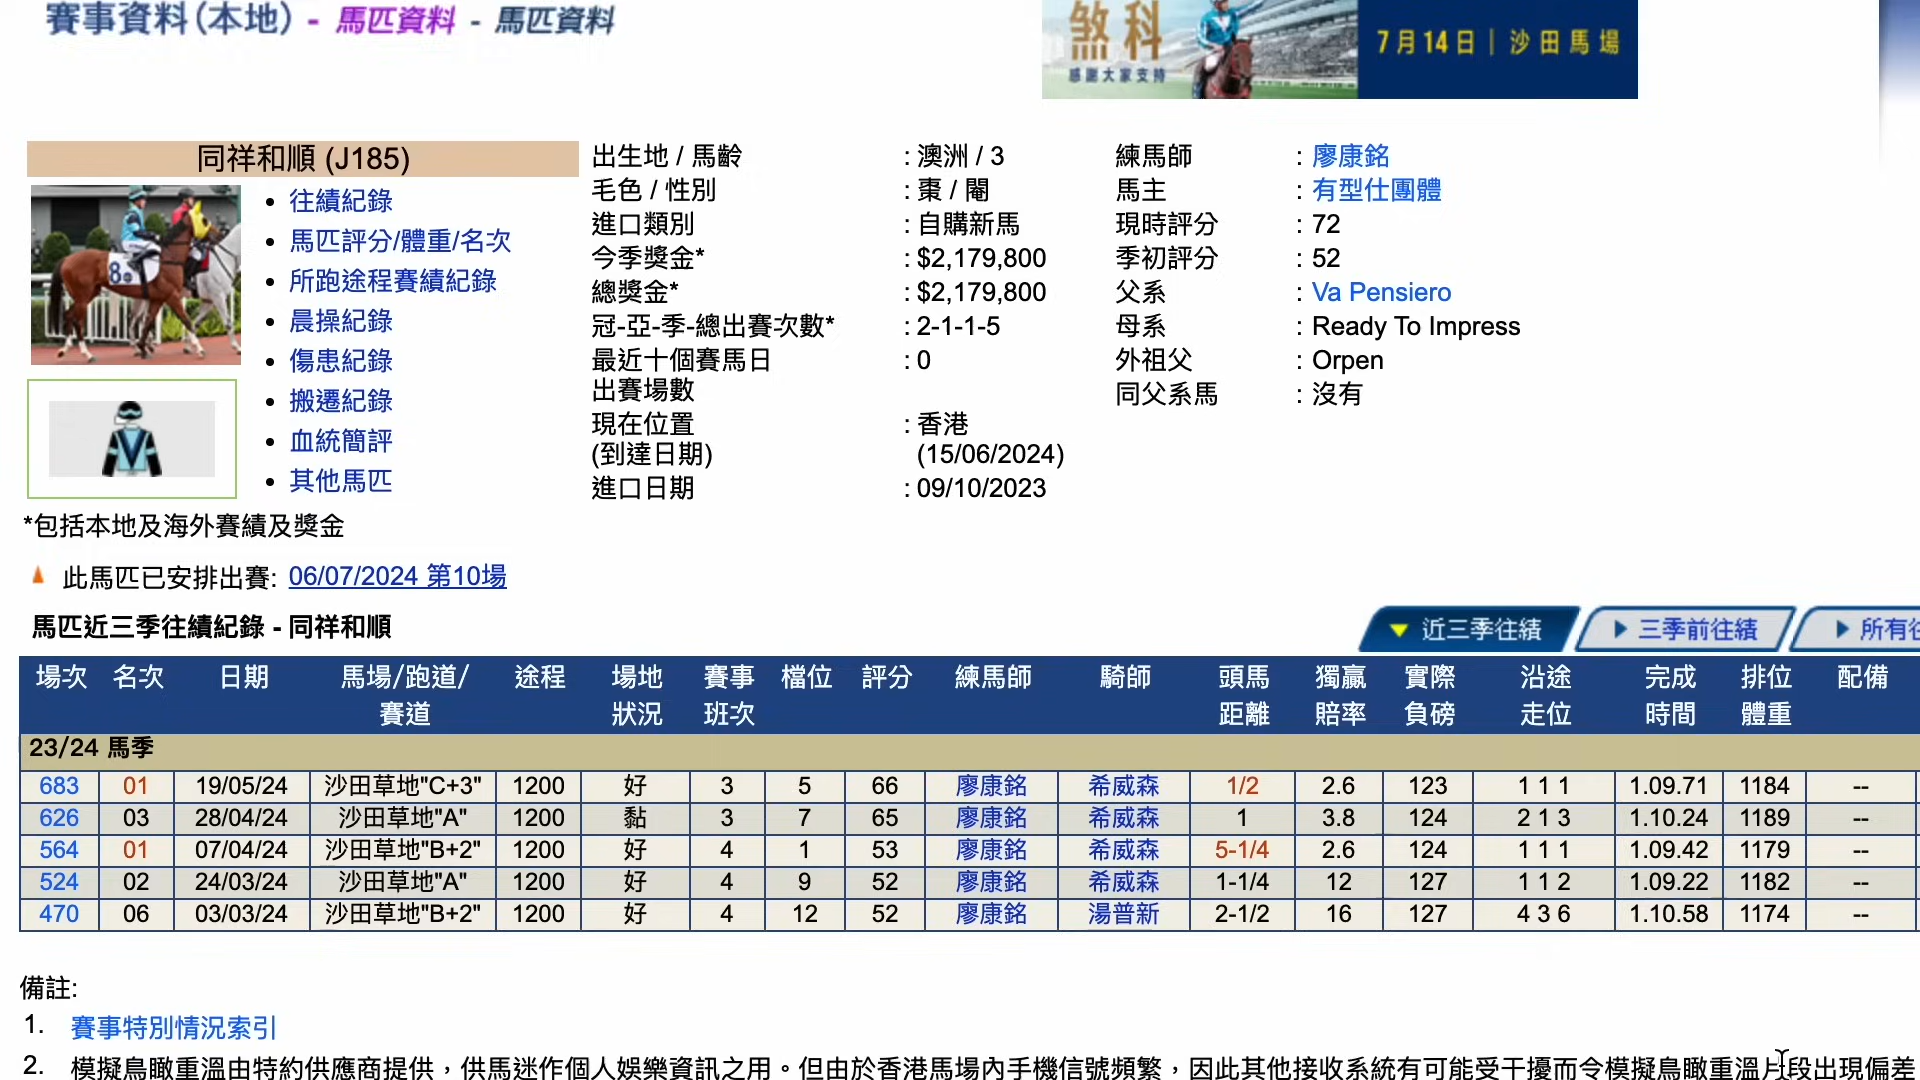 賽事資料(本地) - 馬匹資料 - 馬匹資料
煞科
感謝大家支持
7月14日 | 沙田馬場
同祥和順 (J185)
往績紀錄
馬匹評分/體重/名次
所跑途程賽績紀錄
晨操紀錄
傷患紀錄
搬遷紀錄
血統簡評
其他馬匹
8
出生地 / 馬齡 : 澳洲 / 3
毛色 / 性別 : 棗 / 閹
進口類別 : 自購新馬
今季獎金* : $2,179,800
總獎金* : $2,179,800
冠-亞-季-總出賽次數* : 2-1-1-5
最近十個賽馬日 : 0
出賽場數
現在位置 : 香港
(到達日期) (15/06/2024)
進口日期 : 09/10/2023
練馬師 : 廖康銘
馬主 : 有型仕團體
現時評分 : 72
季初評分 : 52
父系 : Va Pensiero
母系 : Ready To Impress
外祖父 : Orpen
同父系馬 : 沒有
*包括本地及海外賽績及獎金
此馬匹已安排出賽: 06/07/2024 第10場
馬匹近三季往績紀錄 - 同祥和順
近三季往績 三季前往績 所有往
場次 名次 日期 馬場/跑道/ 途程 場地 賽事 檔位 評分 練馬師 騎師 頭馬 獨贏 實際 沿途 完成 排位 配備
賽道 狀況 班次 距離 賠率 負磅 走位 時間 體重
23/24 馬季
683 01 19/05/24 沙田草地"C+3" 1200 好 3 5 66 廖康銘 希威森 1/2 2.6 123 1 1 1 1.09.71 1184 --
626 03 28/04/24 沙田草地"A" 1200 黏 3 7 65 廖康銘 希威森 1 3.8 124 2 1 3 1.10.24 1189 --
564 01 07/04/24 沙田草地"B+2" 1200 好 4 1 53 廖康銘 希威森 5-1/4 2.6 124 1 1 1 1.09.42 1179 --
524 02 24/03/24 沙田草地"A" 1200 好 4 9 52 廖康銘 希威森 1-1/4 12 127 1 1 2 1.09.22 1182 --
470 06 03/03/24 沙田草地"B+2" 1200 好 4 12 52 廖康銘 湯普新 2-1/2 16 127 4 3 6 1.10.58 1174 --
備註:
1. 賽事特別情況索引
2. 模擬鳥瞰重溫由特約供應商提供，供馬迷作個人娛樂資訊之用。但由於香港馬場內手機信號頻繁，因此其他接收系統有可能受干擾而令模擬鳥瞰重溫片段出現偏差